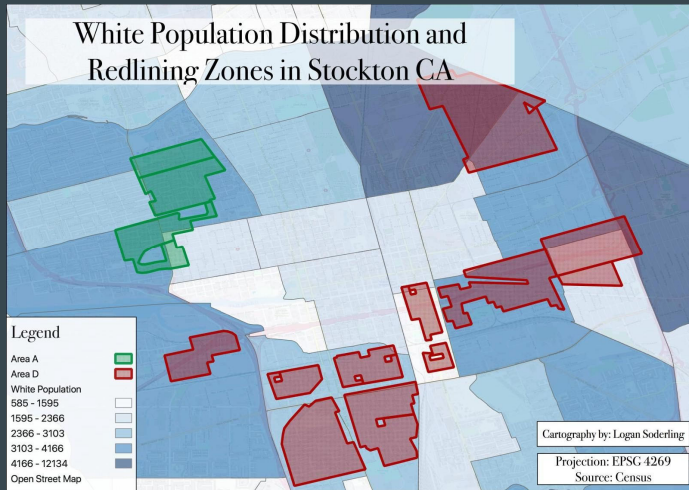 White Population Distribution and
Redlining Zones in Stockton CA
Legend
Area A
Area D
White Population
585 - 1595
1595 - 2366
2366 - 3103
3103 - 4166
4166 - 12134
Open Street Map
Cartography by: Logan Soderling
Projection: EPSG 4269
Source: Census